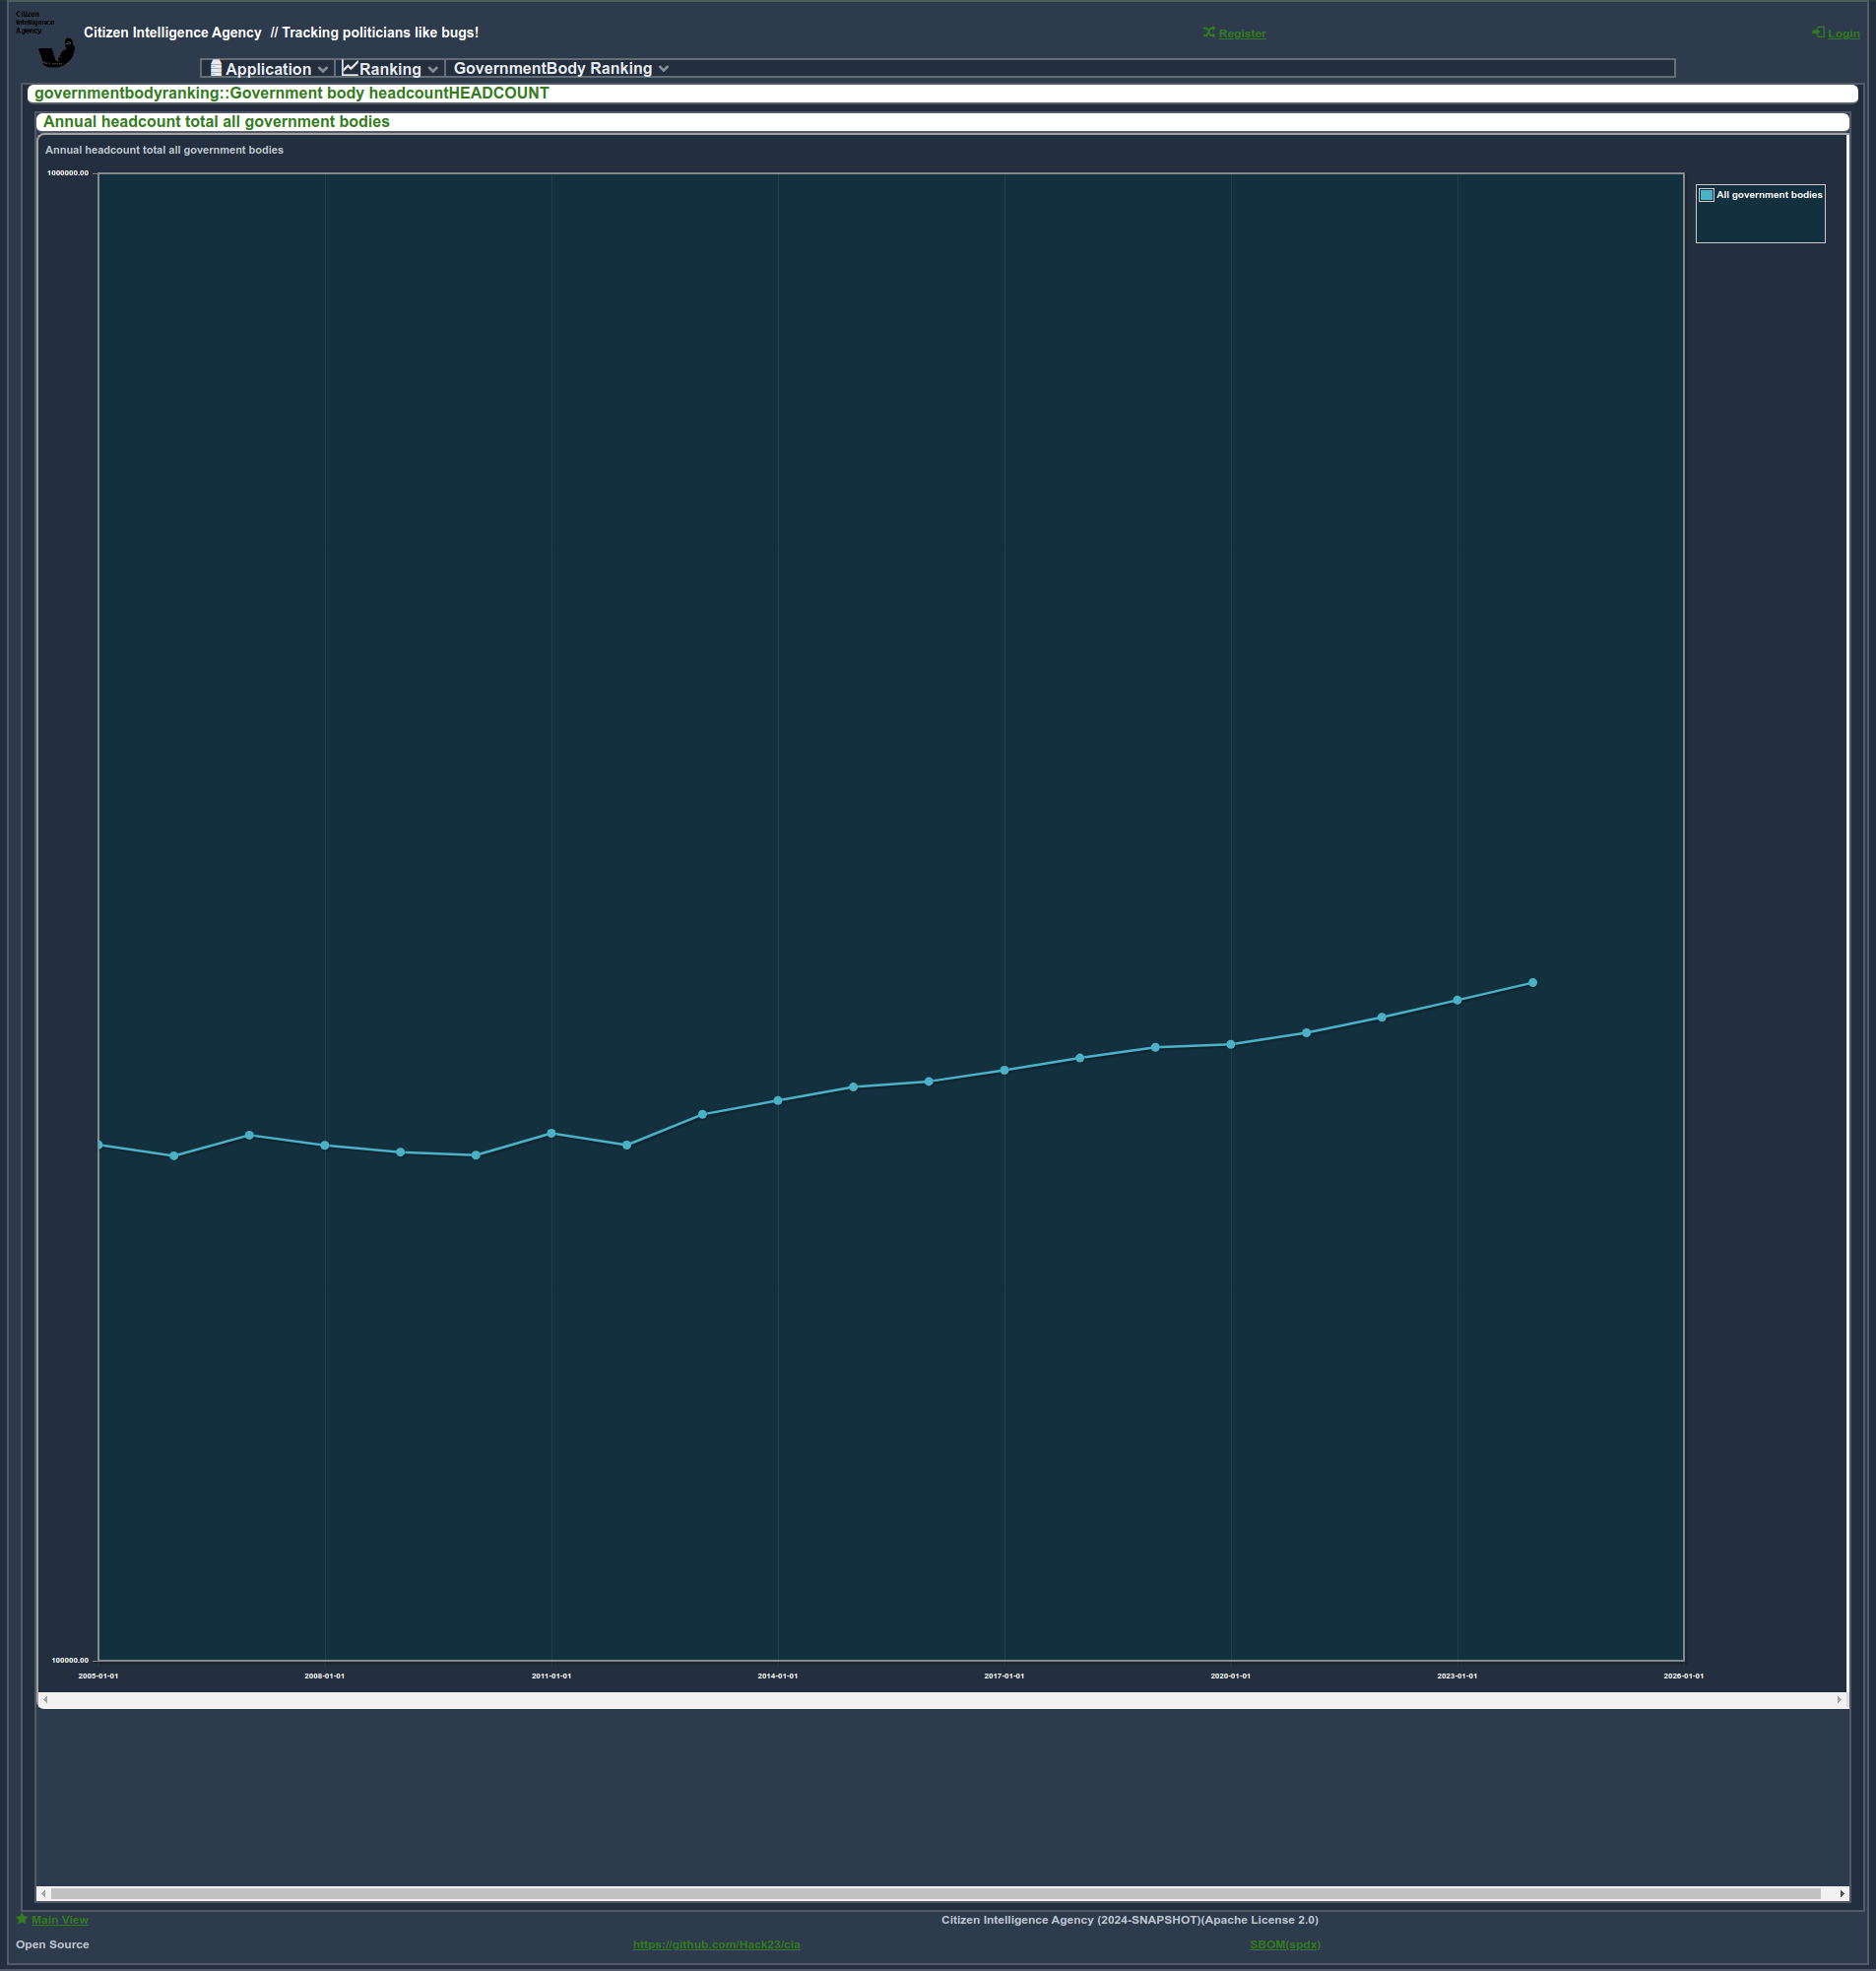 Citizen
Intelligence
Agency
Citizen Intelligence Agency // Tracking politicians like bugs!
Register
Login
Application
Ranking
GovernmentBody Ranking
governmentbodyranking::Government body headcountHEADCOUNT
Annual headcount total all government bodies
Annual headcount total all government bodies
1000000.00
All government bodies
100000.00
2005-01-01
2008-01-01
2011-01-01
2014-01-01
2017-01-01
2020-01-01
2023-01-01
2026-01-01
Main View
Citizen Intelligence Agency (2024-SNAPSHOT)(Apache License 2.0)
Open Source
https://github.com/Hack23/cia
SBOM(spdx)